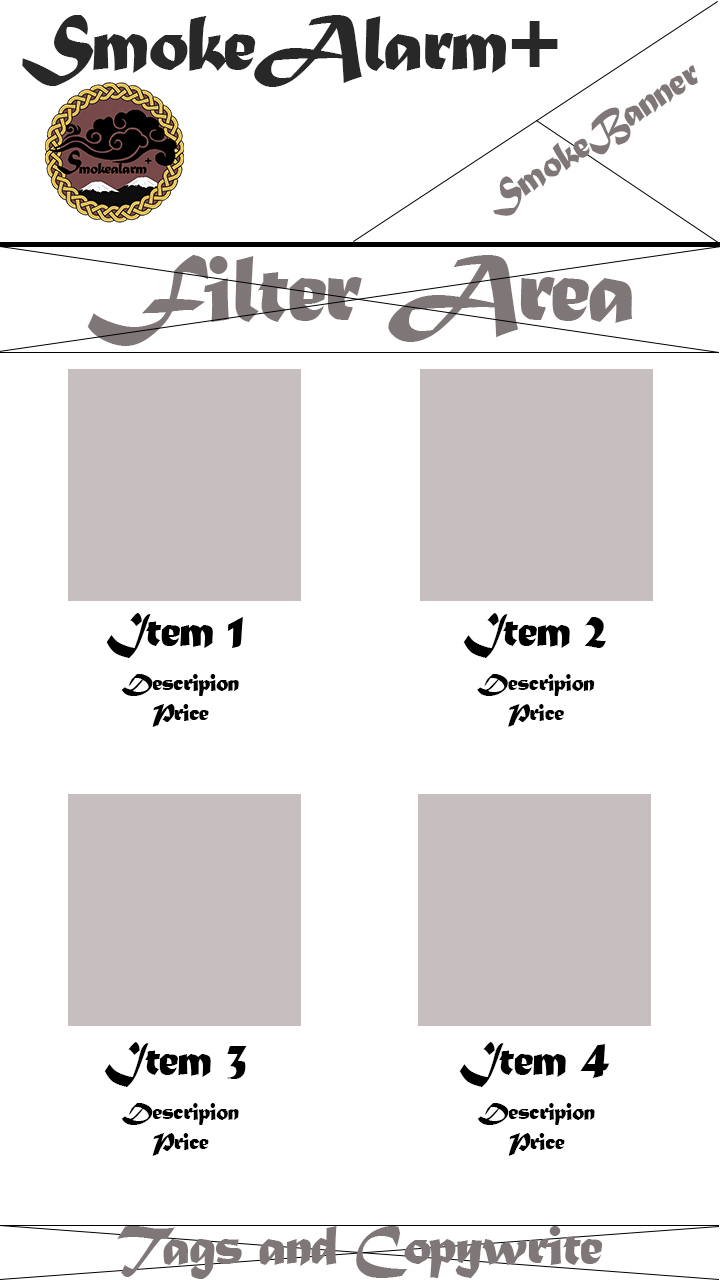 SmokeAlarm+
Smokealarm+
SmokeBanner
Filter Area
Item 1
Item 2
Descripion
Descripion
Price
Price
Item 3
Item 4
Descripion
Descripion
Price
Price
Tags and Copywrite